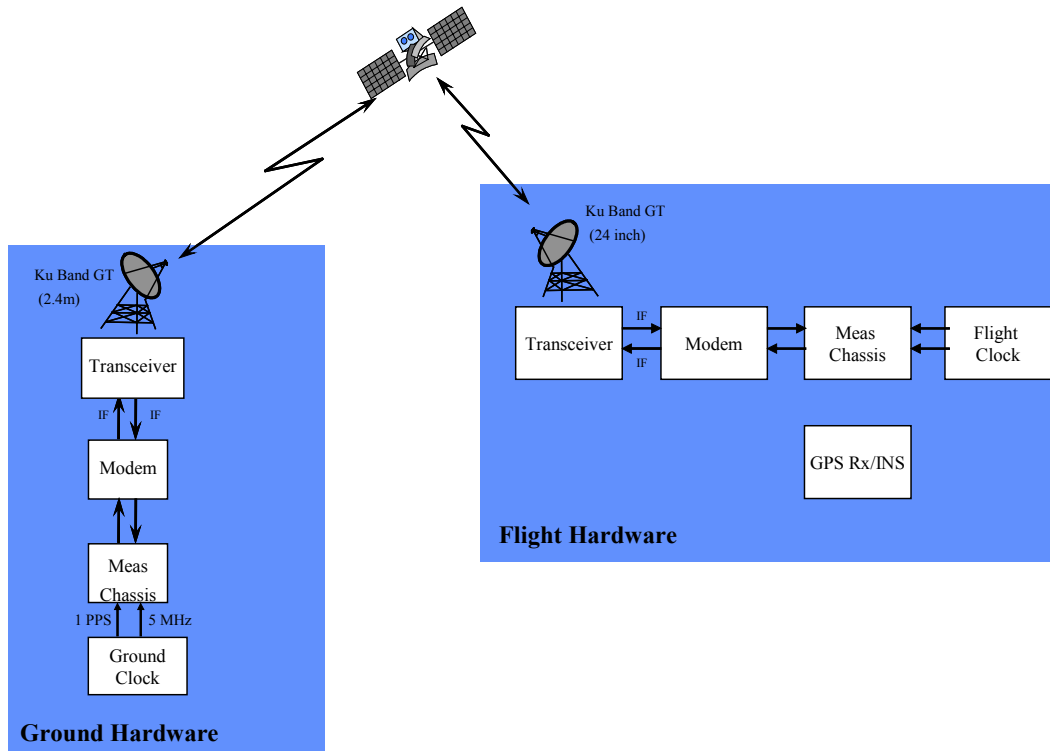 Ku Band GT
(24 inch)
IF
Transceiver
Modem
Meas
Chassis
Flight
Clock
IF
GPS Rx/INS
Flight Hardware
Ku Band GT
(2.4m)
Transceiver
IF
IF
Modem
Meas
Chassis
1 PPS
5 MHz
Ground
Clock
Ground Hardware